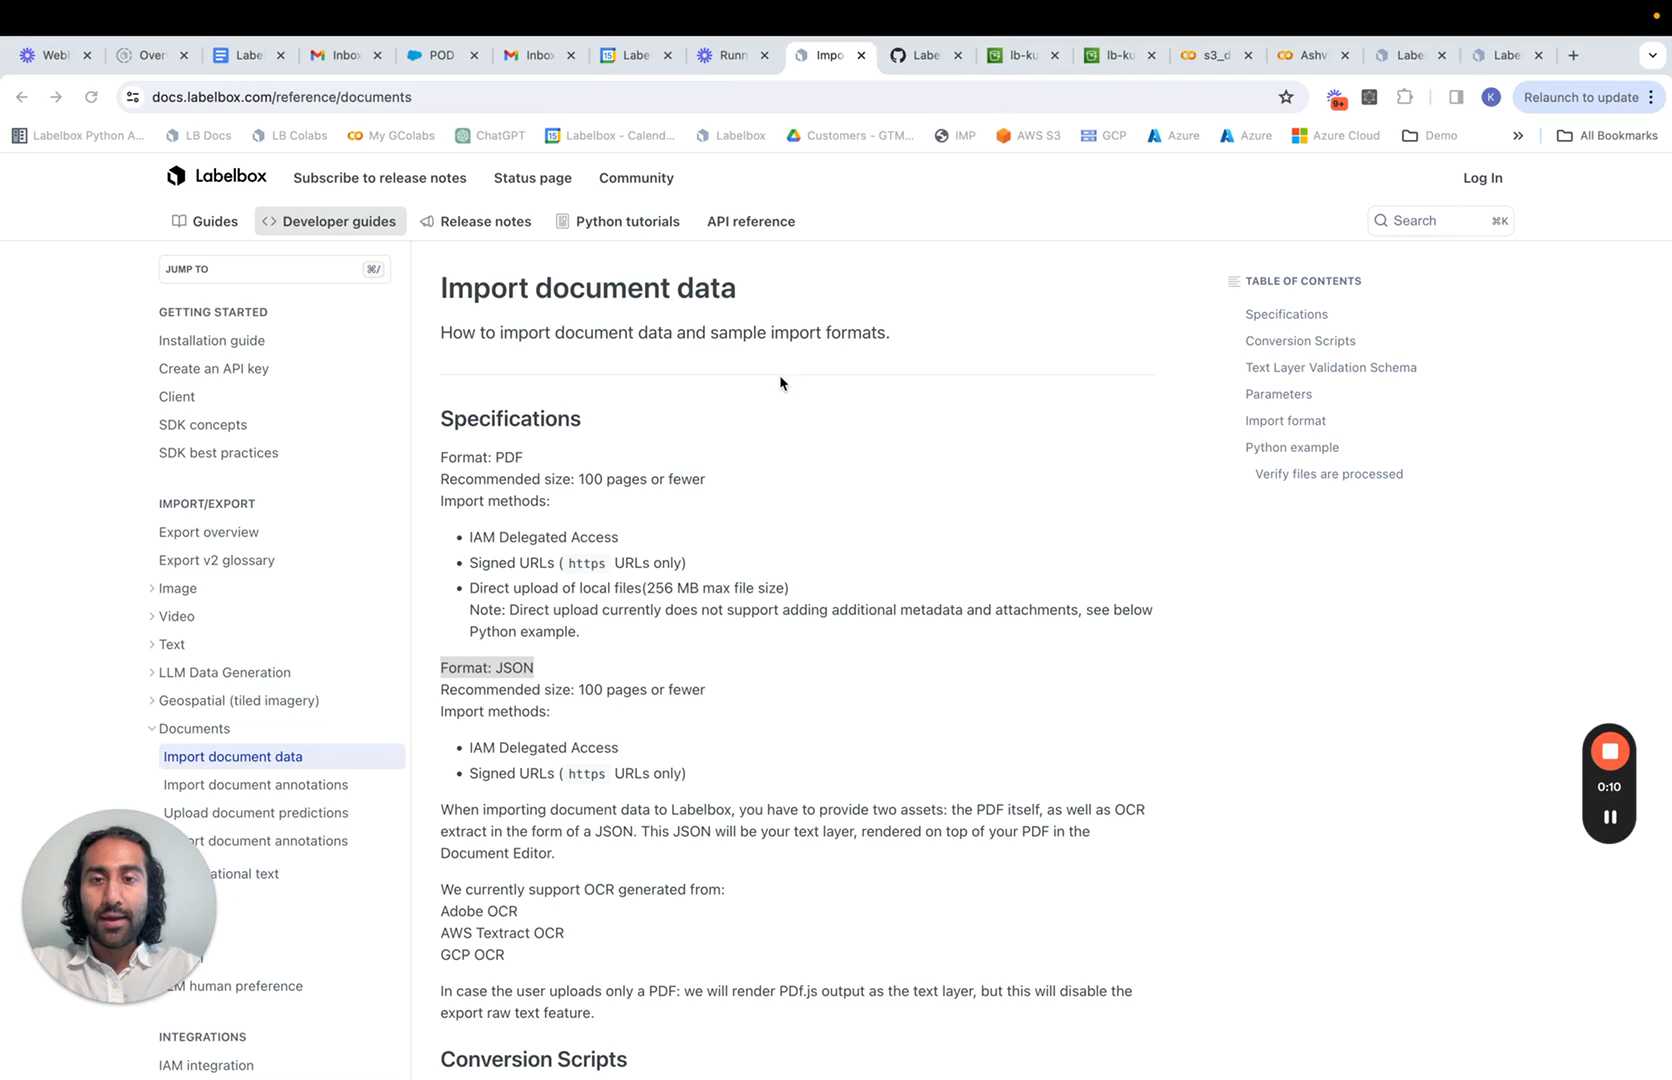 Webl
Over
Labe
Inbo
POD
Inbo
Labe
Runn
Impo
Labe
lb-ku
lb-ku
s3_d
Ashv
Labe
Labe
docs.labelbox.com/reference/documents
9+
K
Relaunch to update
Labelbox Python A...
LB Docs
LB Colabs
My GColabs
ChatGPT
Labelbox - Calend...
Labelbox
Customers - GTM...
IMP
AWS S3
GCP
Azure
Azure
Azure Cloud
Demo
All Bookmarks
Labelbox
Subscribe to release notes
Status page
Community
Log In
Guides
Developer guides
Release notes
Python tutorials
API reference
Search
⌘K
JUMP TO
⌘/
GETTING STARTED
Installation guide
Create an API key
Client
SDK concepts
SDK best practices
IMPORT/EXPORT
Export overview
Export v2 glossary
Image
Video
Text
LLM Data Generation
Geospatial (tiled imagery)
Documents
Import document data
Import document annotations
Upload document predictions
ort document annotations
ational text
M human preference
INTEGRATIONS
IAM integration
Import document data
How to import document data and sample import formats.
Specifications
Format: PDF
Recommended size: 100 pages or fewer
Import methods:
• IAM Delegated Access
• Signed URLs ( https URLs only)
• Direct upload of local files(256 MB max file size)
Note: Direct upload currently does not support adding additional metadata and attachments, see below
Python example.
Format: JSON
Recommended size: 100 pages or fewer
Import methods:
• IAM Delegated Access
• Signed URLs ( https URLs only)
When importing document data to Labelbox, you have to provide two assets: the PDF itself, as well as OCR
extract in the form of a JSON. This JSON will be your text layer, rendered on top of your PDF in the
Document Editor.
We currently support OCR generated from:
Adobe OCR
AWS Textract OCR
GCP OCR
In case the user uploads only a PDF: we will render PDf.js output as the text layer, but this will disable the
export raw text feature.
Conversion Scripts
TABLE OF CONTENTS
Specifications
Conversion Scripts
Text Layer Validation Schema
Parameters
Import format
Python example
Verify files are processed
0:10